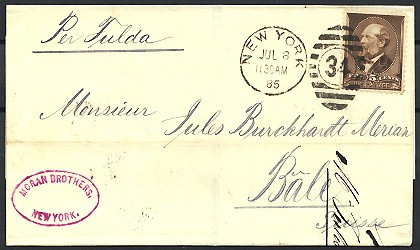 Per Fulda
NEW YORK
JUL 8
11 30 AM
85
34
Monsieur
Jules Burckhardt Merian
Bâle
Suisse
MORAN BROTHERS,
NEW YORK.